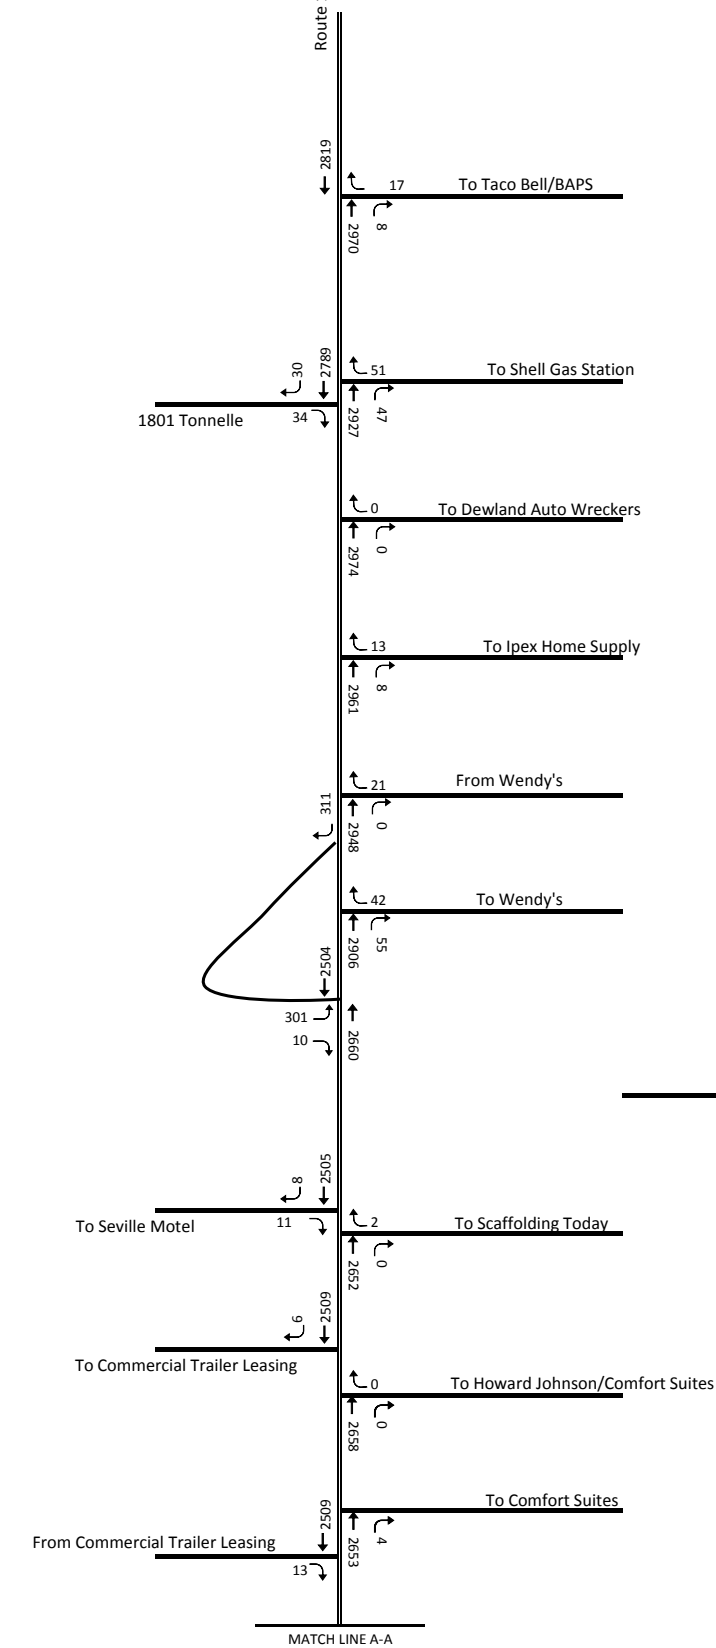 Route
2819
17 To Taco Bell/BAPS
2970
8
30
2789
51 To Shell Gas Station
1801 Tonnelle
34
2927
47
0 To Dewland Auto Wreckers
2974
0
13 To Ipex Home Supply
2961
8
21 From Wendy's
311
2948
0
42 To Wendy's
2906
55
2504
301
10
2660
8
2505
To Seville Motel
11
2 To Scaffolding Today
2652
0
6
2509
To Commercial Trailer Leasing
0 To Howard Johnson/Comfort Suites
2658
0
To Comfort Suites
2509
2653
4
From Commercial Trailer Leasing
13
MATCH LINE A-A